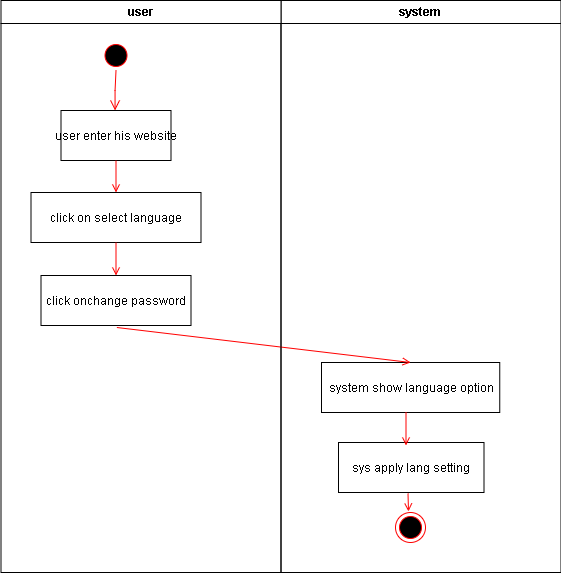 user
system
user enter his website
click on select language
click onchange password
system show language option
sys apply lang setting